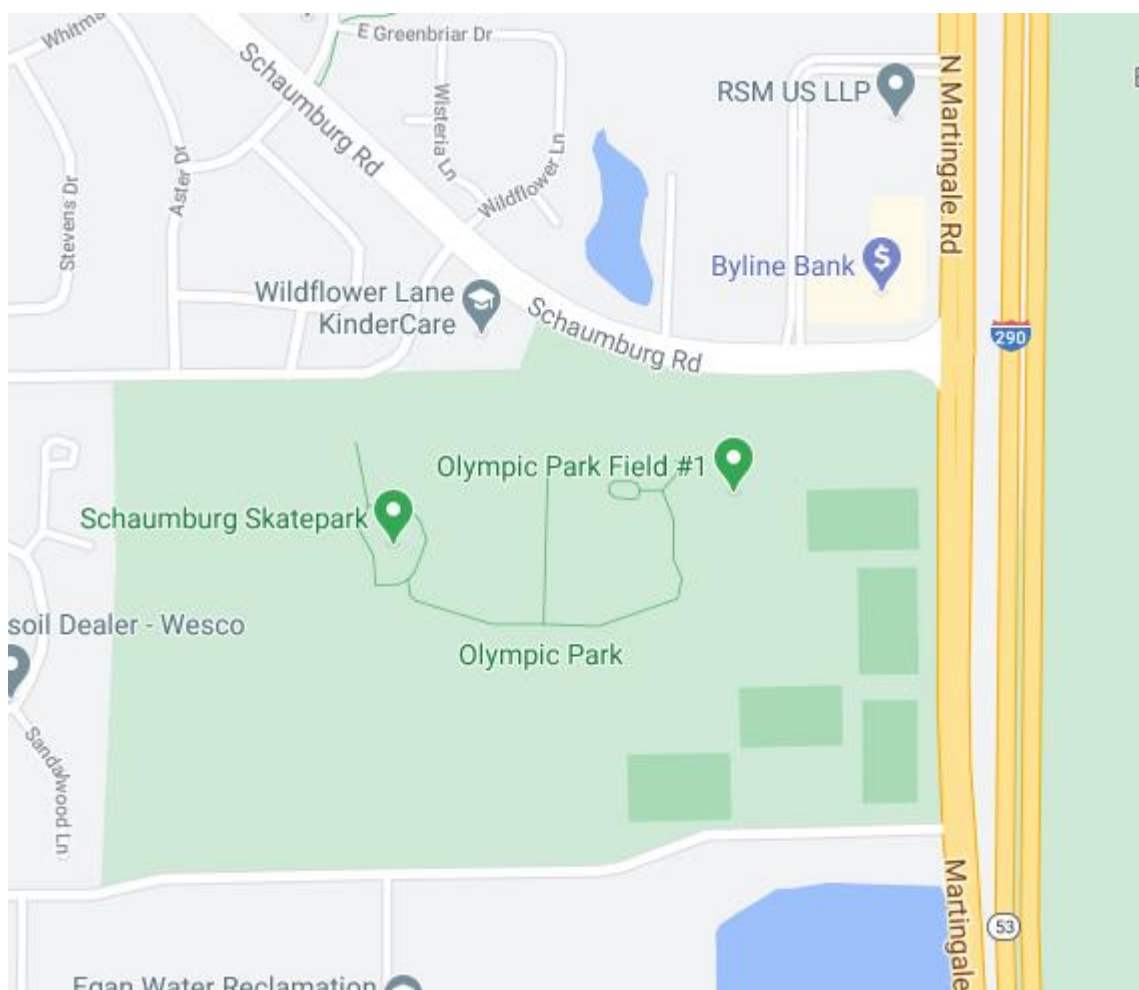 Whitm
E Greenbriar Dr
Schaumburg Rd
Wisteria Ln
RSM US LLP
N Martingale Rd
E
Stevens Dr
Aster Dr
Wildflower Ln
Byline Bank
$
Wildflower Lane
KinderCare
Schaumburg Rd
290
Olympic Park Field #1
Schaumburg Skatepark
soil Dealer - Wesco
Olympic Park
Sandalwood Ln
Martingale
53
Egan Water Reclamation